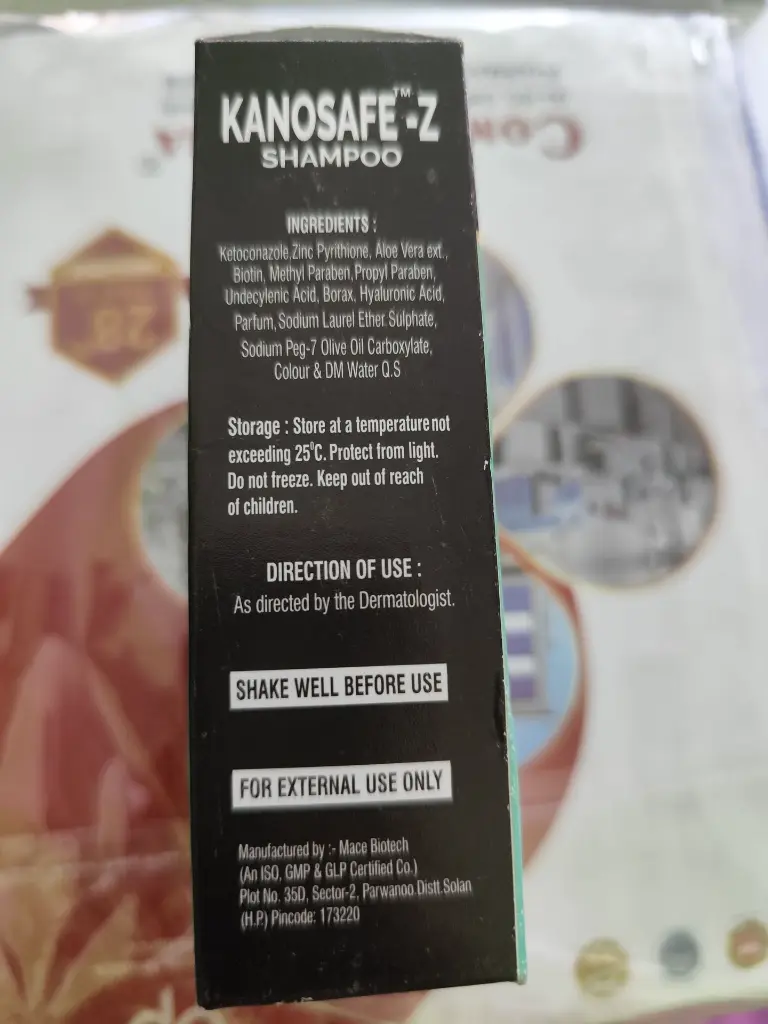 KANOSAFE™-Z
SHAMPOO
INGREDIENTS :
Ketoconazole,Zinc Pyrithione, Aloe Vera ext.,
Biotin, Methyl Paraben,Propyl Paraben,
Undecylenic Acid, Borax, Hyaluronic Acid,
Parfum,Sodium Laurel Ether Sulphate,
Sodium Peg-7 Olive Oil Carboxylate,
Colour & DM Water Q.S
Storage : Store at a temperature not
exceeding 25°C. Protect from light.
Do not freeze. Keep out of reach
of children.
DIRECTION OF USE :
As directed by the Dermatologist.
SHAKE WELL BEFORE USE
FOR EXTERNAL USE ONLY
Manufactured by :- Mace Biotech
(An ISO, GMP & GLP Certified Co.)
Plot No. 35D, Sector-2, Parwanoo.Distt.Solan
(H.P.) Pincode: 173220